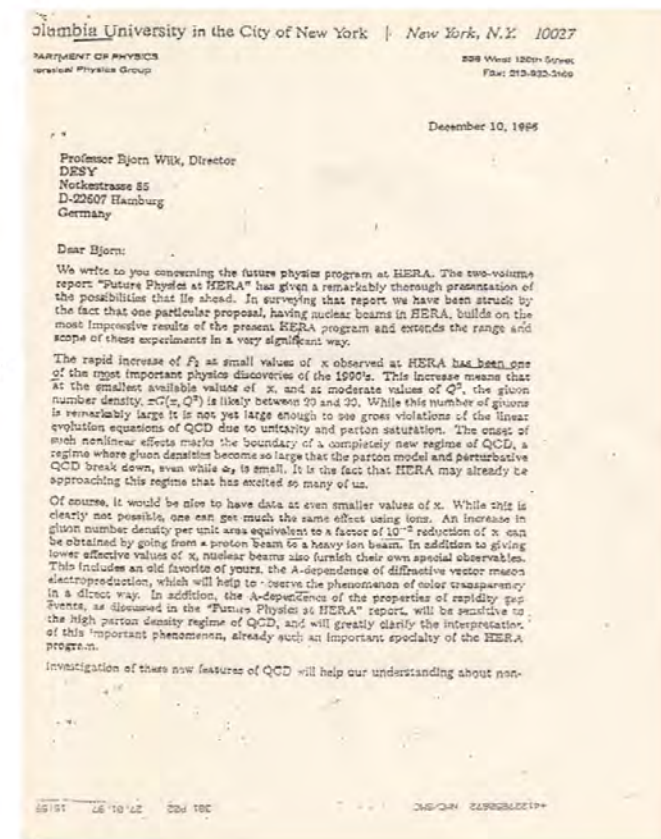 olumbia University in the City of New York | New York, N.Y. 10027
PARTMENT OF PHYSICS
Physics Group
538 West 120th Street
Fax: 212-932-3169
December 10, 1996
Professor Bjorn Wiik, Director
DESY
Notkestrasse 85
D-22607 Hamburg
Germany
Dear Bjorn:
We write to you concerning the future physics program at HERA. The two-volume
report "Future Physics at HERA" has given a remarkably thorough presentation of
the possibilities that lie ahead. In surveying that report we have been struck by
the fact that one particular proposal, having nuclear beams in HERA, builds on the
most impressive results of the present HERA program and extends the range and
scope of these experiments in a very significant way.
The rapid increase of F₂ at small values of x observed at HERA has been one
of the most important physics discoveries of the 1990's. This increase means that
at the smallest available values of x, and at moderate values of Q², the gluon
number density, xG(x, Q²) is likely between 20 and 30. While this number of gluons
is remarkably large it is not yet large enough to see gross violations of the linear
evolution equations of QCD due to unitarity and parton saturation. The onset of
such nonlinear effects marks the boundary of a completely new regime of QCD, a
regime where gluon densities become so large that the parton model and perturbative
QCD break down, even while αₛ is small. It is the fact that HERA may already be
approaching this regime that has excited so many of us.
Of course, it would be nice to have data at even smaller values of x. While this is
clearly not possible, one can get much the same effect using ions. An increase in
gluon number density per unit area equivalent to a factor of 10⁻² reduction of x can
be obtained by going from a proton beam to a heavy ion beam. In addition to giving
lower effective values of x, nuclear beams also furnish their own special observables.
This includes an old favorite of yours, the A-dependence of diffractive vector meson
electroproduction, which will help to observe the phenomenon of color transparency
in a direct way. In addition, the A-dependence of the properties of rapidity gap
events, as discussed in the "Future Physics at HERA" report, will be sensitive to
the high parton density regime of QCD, and will greatly clarify the interpretation
of this important phenomenon, already such an important specialty of the HERA
program.
Investigation of these new features of QCD will help our understanding about non-
+41227828672 NHC/SMC
301 P02 27.01.97 15:59